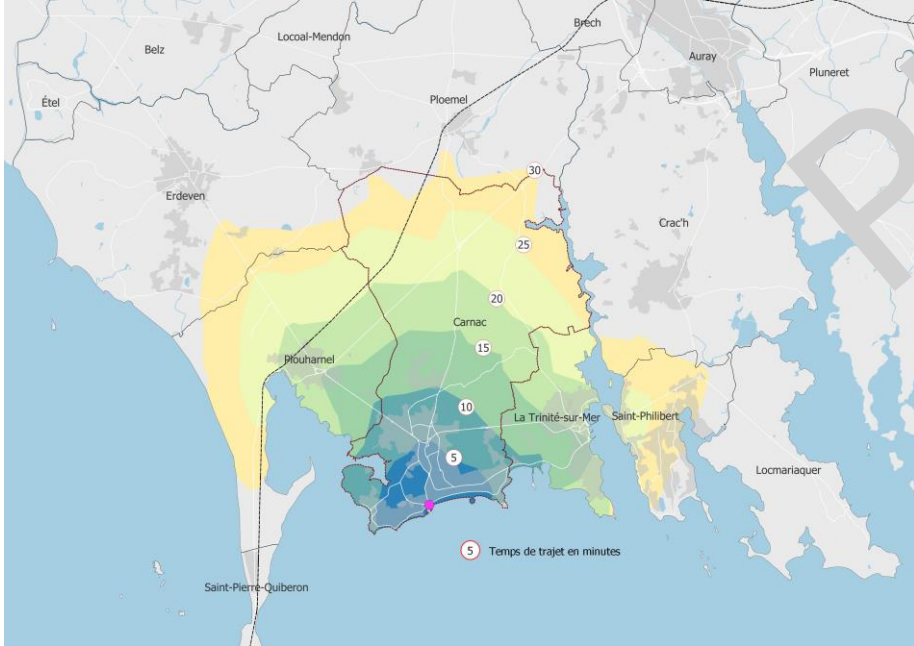 Brech
Locoal-Mendon
Belz
Auray
Pluneret
Étel
Ploemel
30
Erdeven
Crac'h
25
20
Carnac
15
Plouharnel
10
La Trinité-sur-Mer
Saint-Philibert
5
Locmariaquer
5 Temps de trajet en minutes
Saint-Pierre-Quiberon